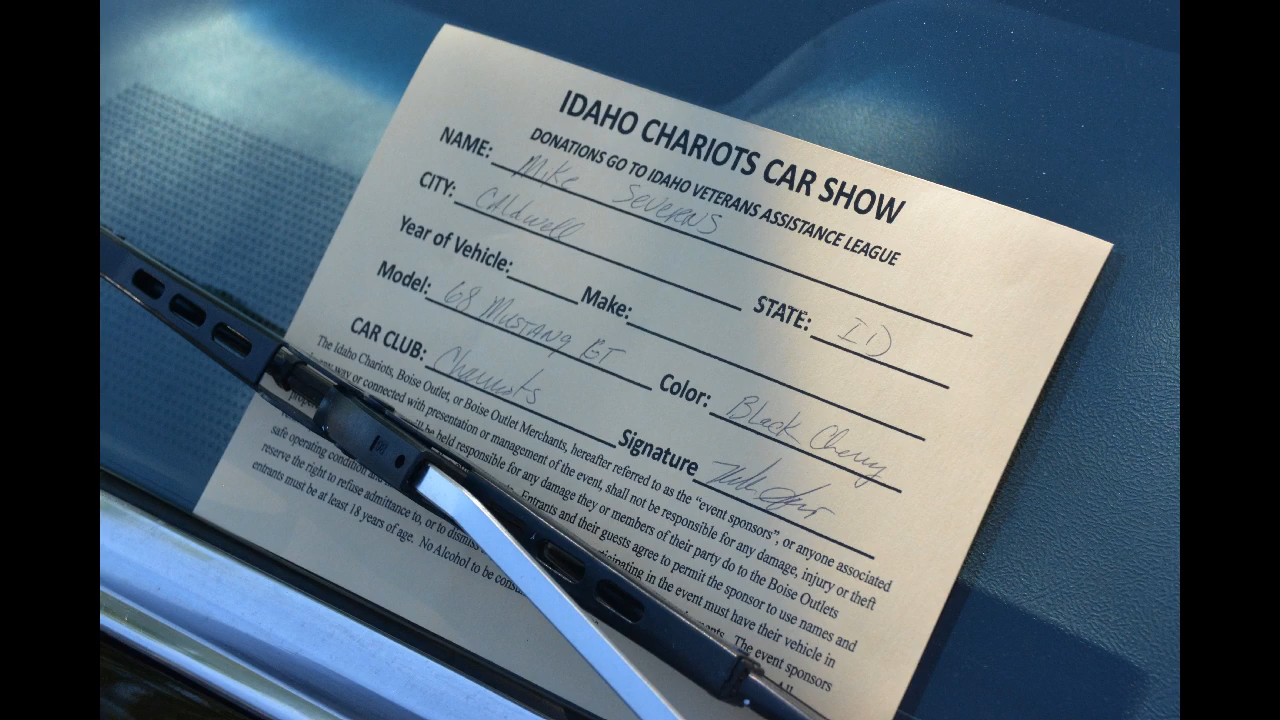 IDAHO CHARIOTS CAR SHOW
DONATIONS GO TO IDAHO VETERANS ASSISTANCE LEAGUE
NAME: Mike Severns
CITY: Caldwell STATE: ID
Year of Vehicle: Make:
Model: 68 Mustang GT Color: Black Cherry
CAR CLUB: Chariots Signature
The Idaho Chariots, Boise Outlet, or Boise Outlet Merchants, hereafter referred to as the "event sponsors", or anyone associated
way or connected with presentation or management of the event, shall not be responsible for any damage, injury or theft
be held responsible for any damage they or members of their party do to the Boise Outlets
Entrants and their guests agree to permit the sponsor to use names and
in the event must have their vehicle in
safe operating condition The event sponsors
reserve the right to refuse admittance to, or to dismiss All
entrants must be at least 18 years of age. No Alcohol to be